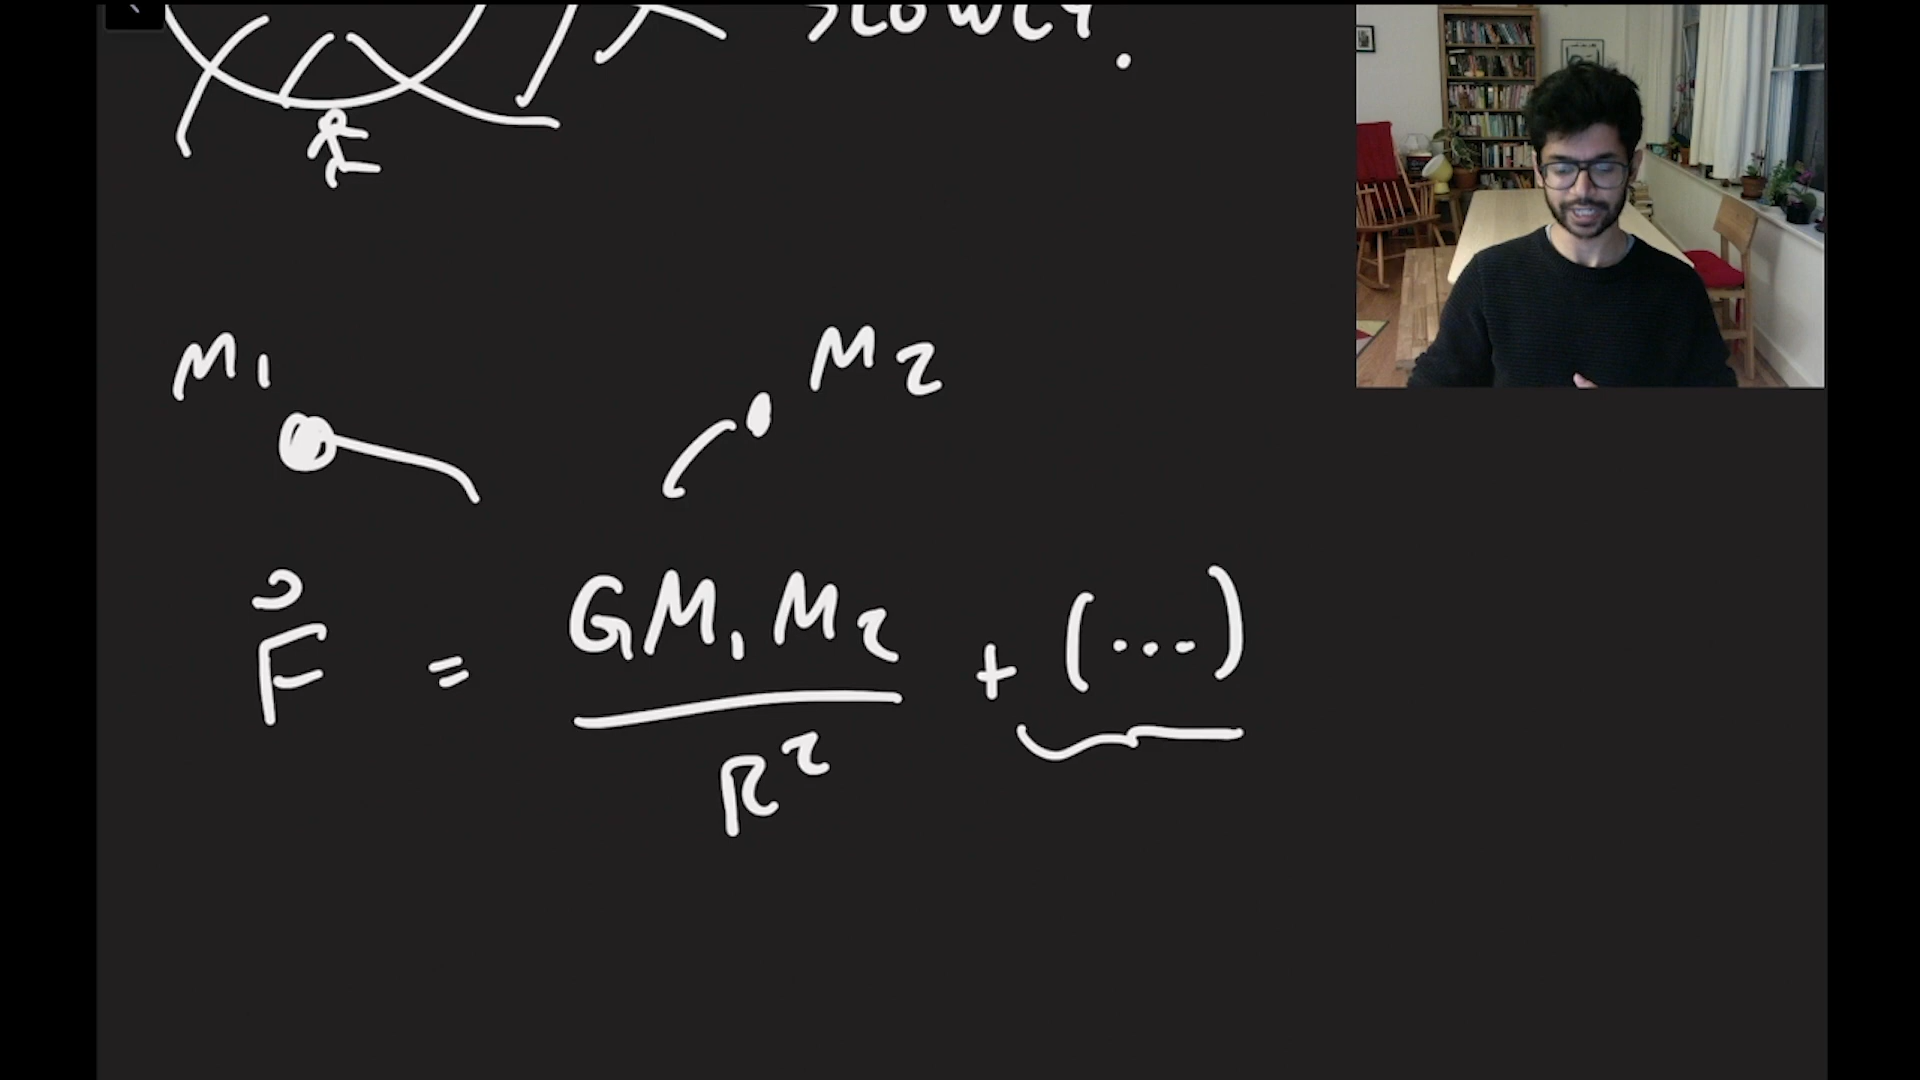 SLOWLY.
M1
M2
F = GM1M2 / R² + (...)